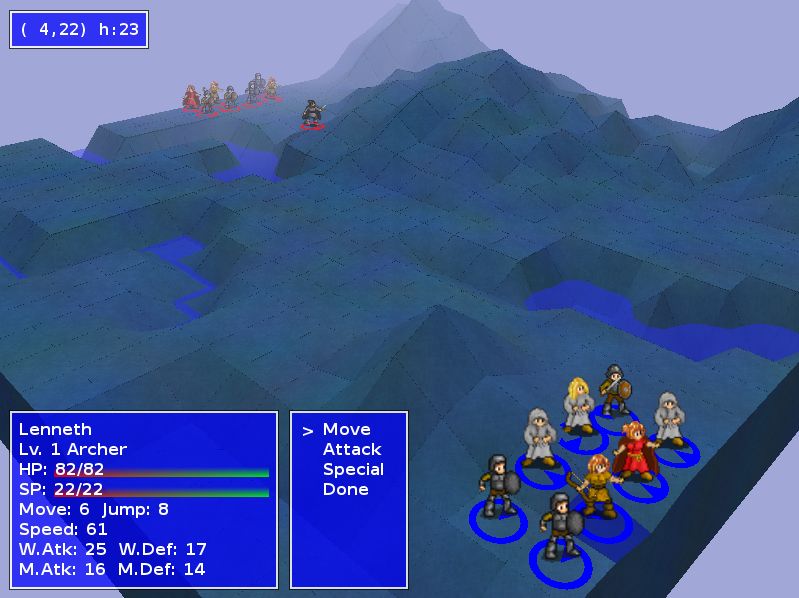 ( 4,22) h:23
Lenneth
Lv. 1 Archer
HP: 82/82
SP: 22/22
Move: 6 Jump: 8
Speed: 61
W.Atk: 25 W.Def: 17
M.Atk: 16 M.Def: 14
> Move
Attack
Special
Done